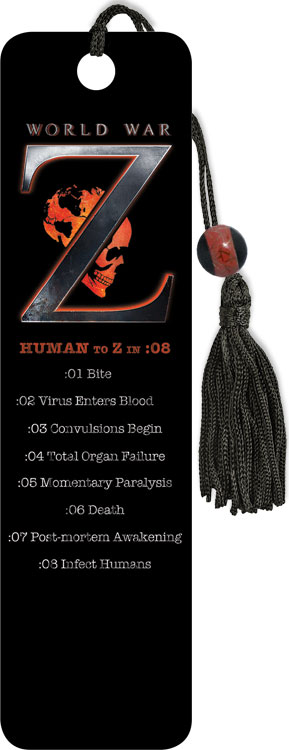 WORLD WAR
Z
HUMAN TO Z IN :08
:01 Bite
:02 Virus Enters Blood
:03 Convulsions Begin
:04 Total Organ Failure
:05 Momentary Paralysis
:06 Death
:07 Post-mortem Awakening
:08 Infect Humans